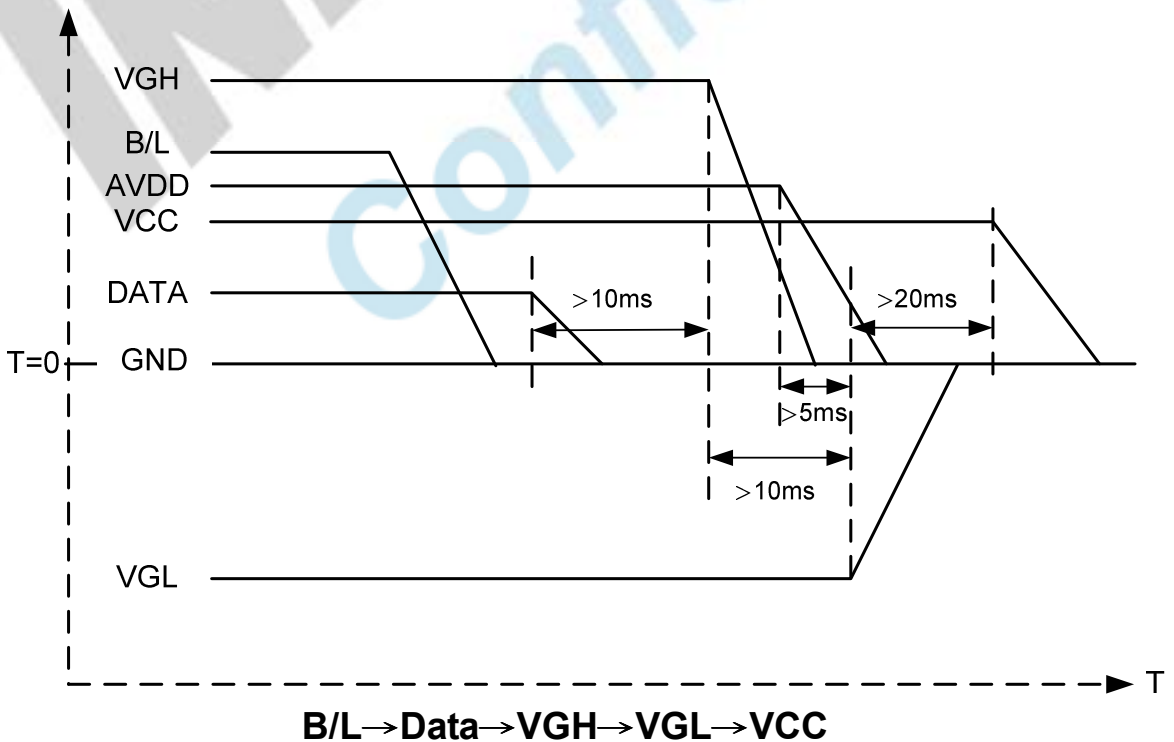 VGH
B/L
AVDD
VCC
DATA
>10ms
>20ms
T=0
GND
>5ms
>10ms
VGL
T
B/L→Data→VGH→VGL→VCC